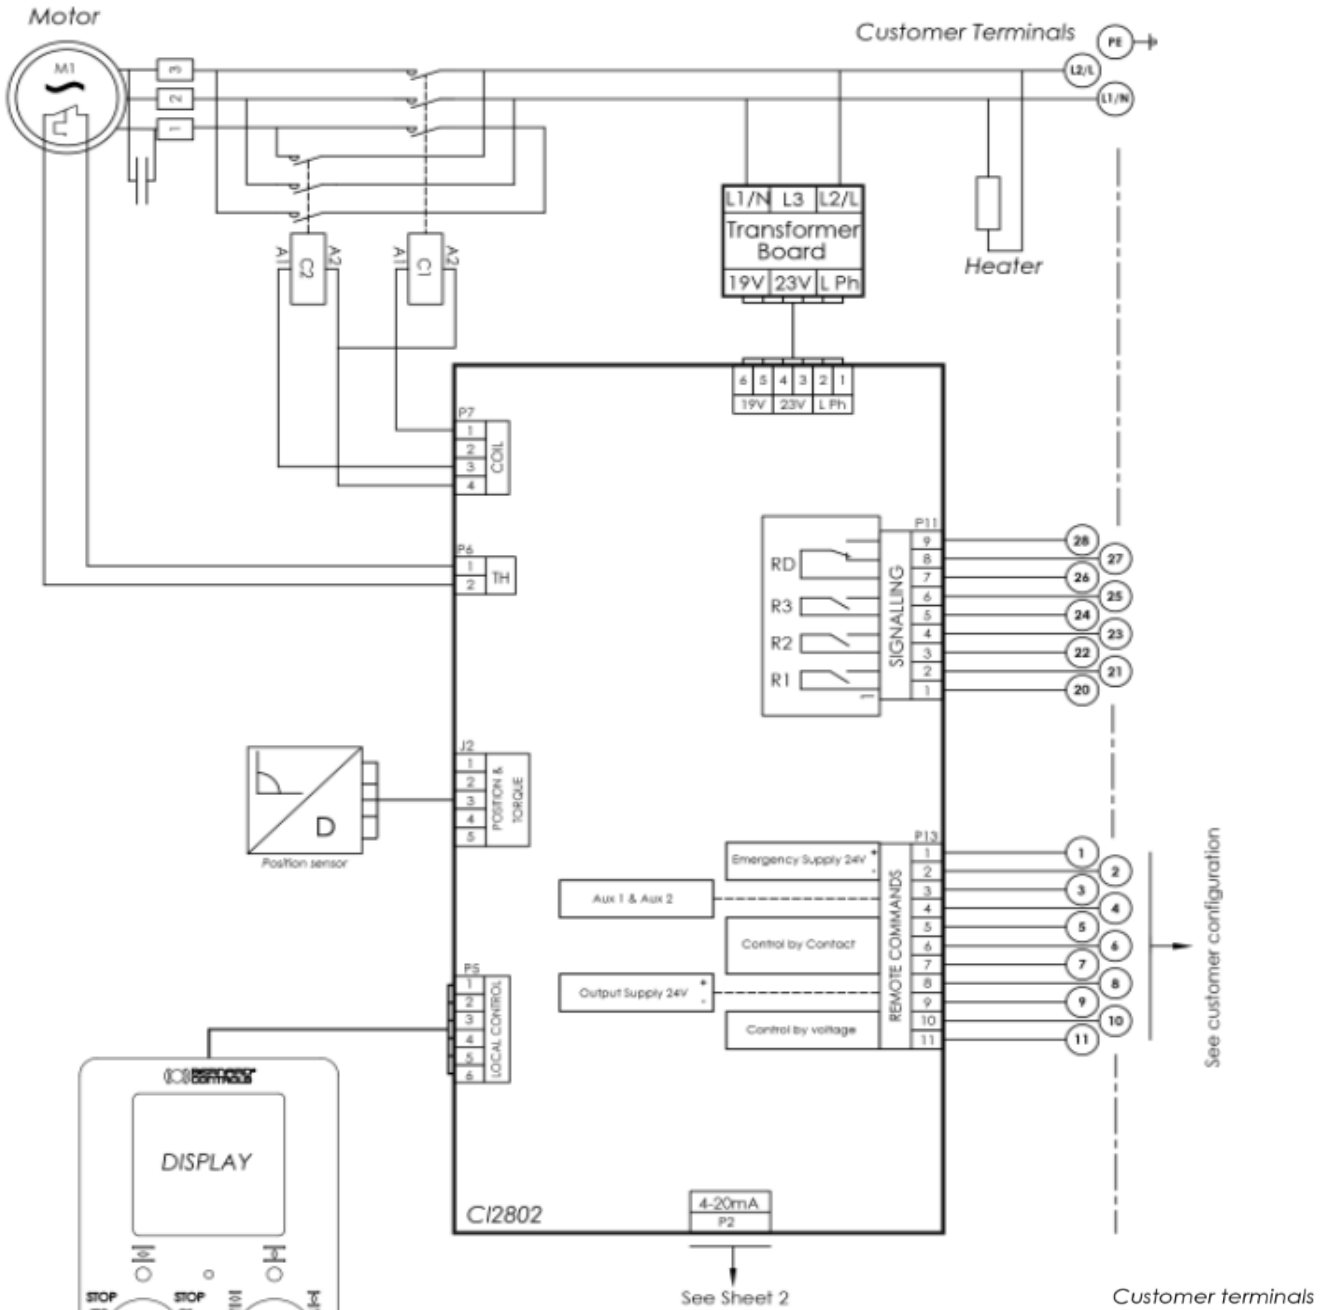 Motor
Customer Terminals
PE
M1
3
L2/L
2
L1/N
1
A1
C2
A2
A1
C1
A2
L1/N L3 L2/L
Transformer
Board
19V 23V L Ph
Heater
6 5 4 3 2 1
19V 23V L Ph
P7
1
2
3
4
COIL
P6
1
2
TH
P11
9
8
7
6
5
4
3
2
1
SIGNALLING
RD
R3
R2
R1
1
28
27
26
25
24
23
22
21
20
J2
1
2
3
4
5
POSITION &
TORQUE
D
Position sensor
P13
1
2
3
4
5
6
7
8
9
10
11
REMOTE COMMANDS
Emergency Supply 24V + -
Aux 1 & Aux 2
Control by Contact
Output Supply 24V + -
Control by voltage
1
2
3
4
5
6
7
8
9
10
11
See customer configuration
P5
1
2
3
4
5
6
LOCAL CONTROL
BERNARD
CONTROLS
DISPLAY
STOP
STOP
CI2802
4-20mA
P2
See Sheet 2
Customer terminals